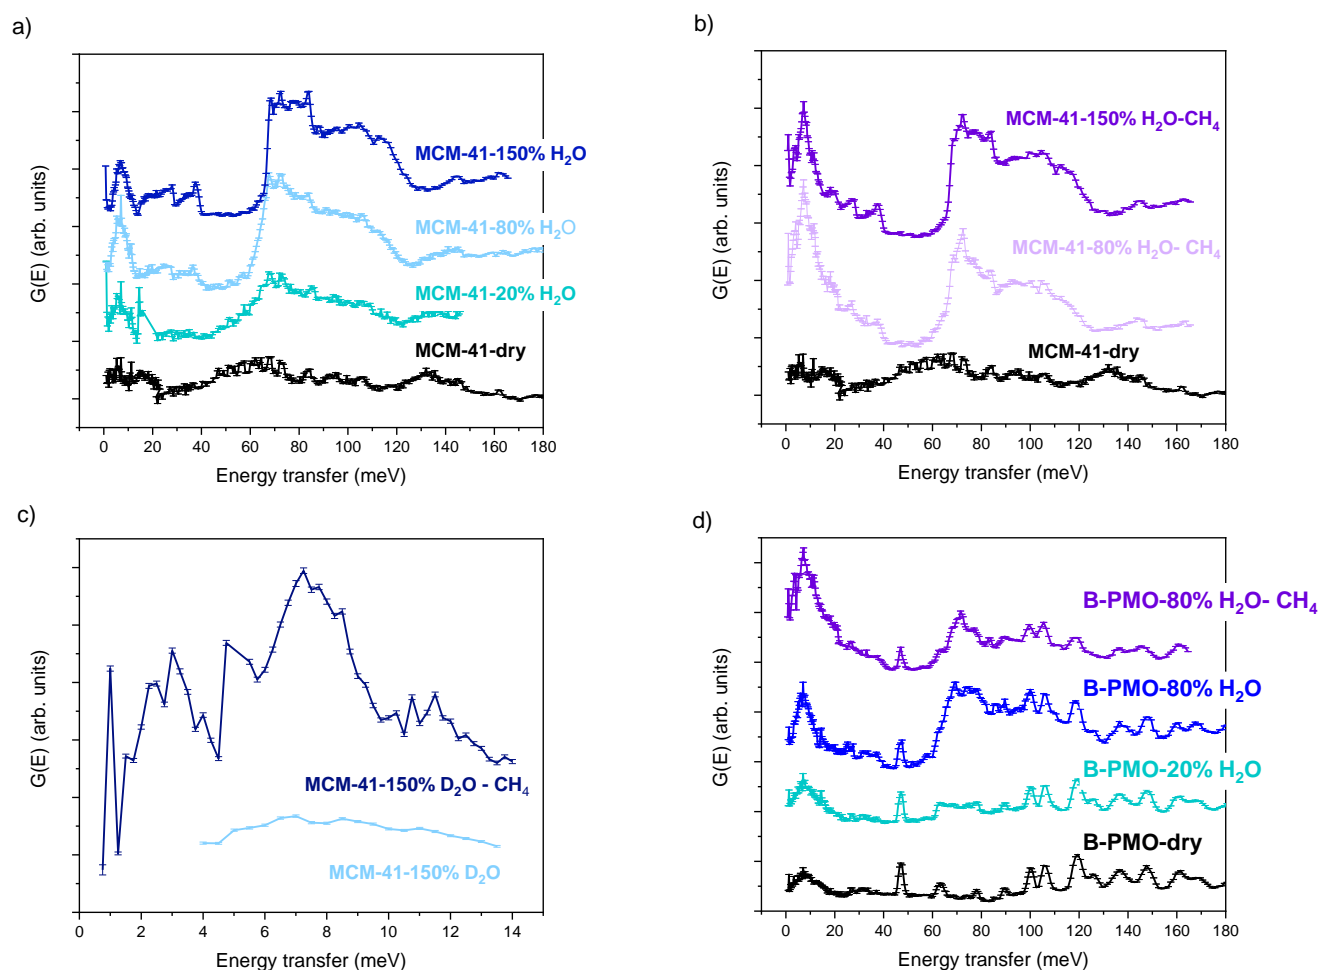 a)
G(E) (arb. units)
MCM-41-150% H₂O
MCM-41-80% H₂O
MCM-41-20% H₂O
MCM-41-dry
0 20 40 60 80 100 120 140 160 180
Energy transfer (meV)
b)
G(E) (arb. units)
MCM-41-150% H₂O-CH₄
MCM-41-80% H₂O- CH₄
MCM-41-dry
0 20 40 60 80 100 120 140 160 180
Energy transfer (meV)
c)
G(E) (arb. units)
MCM-41-150% D₂O - CH₄
MCM-41-150% D₂O
0 2 4 6 8 10 12 14
Energy transfer (meV)
d)
G(E) (arb. units)
B-PMO-80% H₂O- CH₄
B-PMO-80% H₂O
B-PMO-20% H₂O
B-PMO-dry
0 20 40 60 80 100 120 140 160 180
Energy transfer (meV)